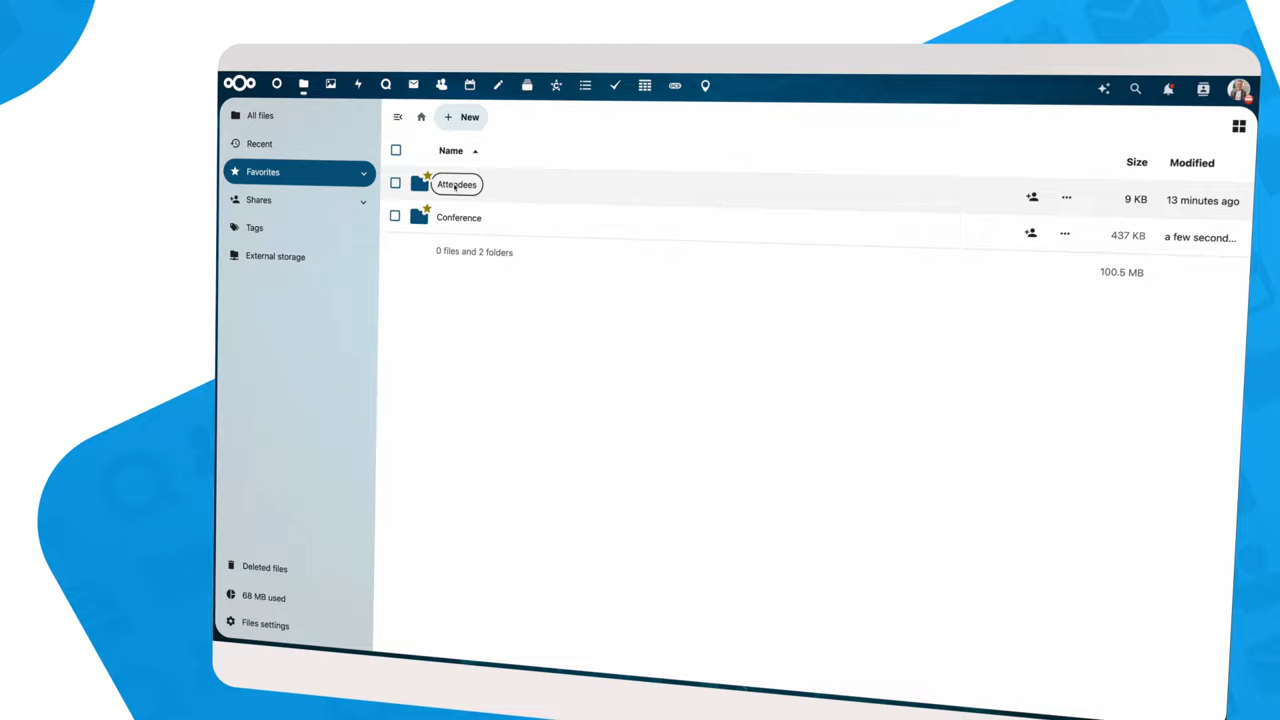 All files
Recent
Favorites
Shares
Tags
External storage
Deleted files
68 MB used
Files settings
New
Name
Size
Modified
Attendees
9 KB
13 minutes ago
Conference
437 KB
a few second...
0 files and 2 folders
100.5 MB